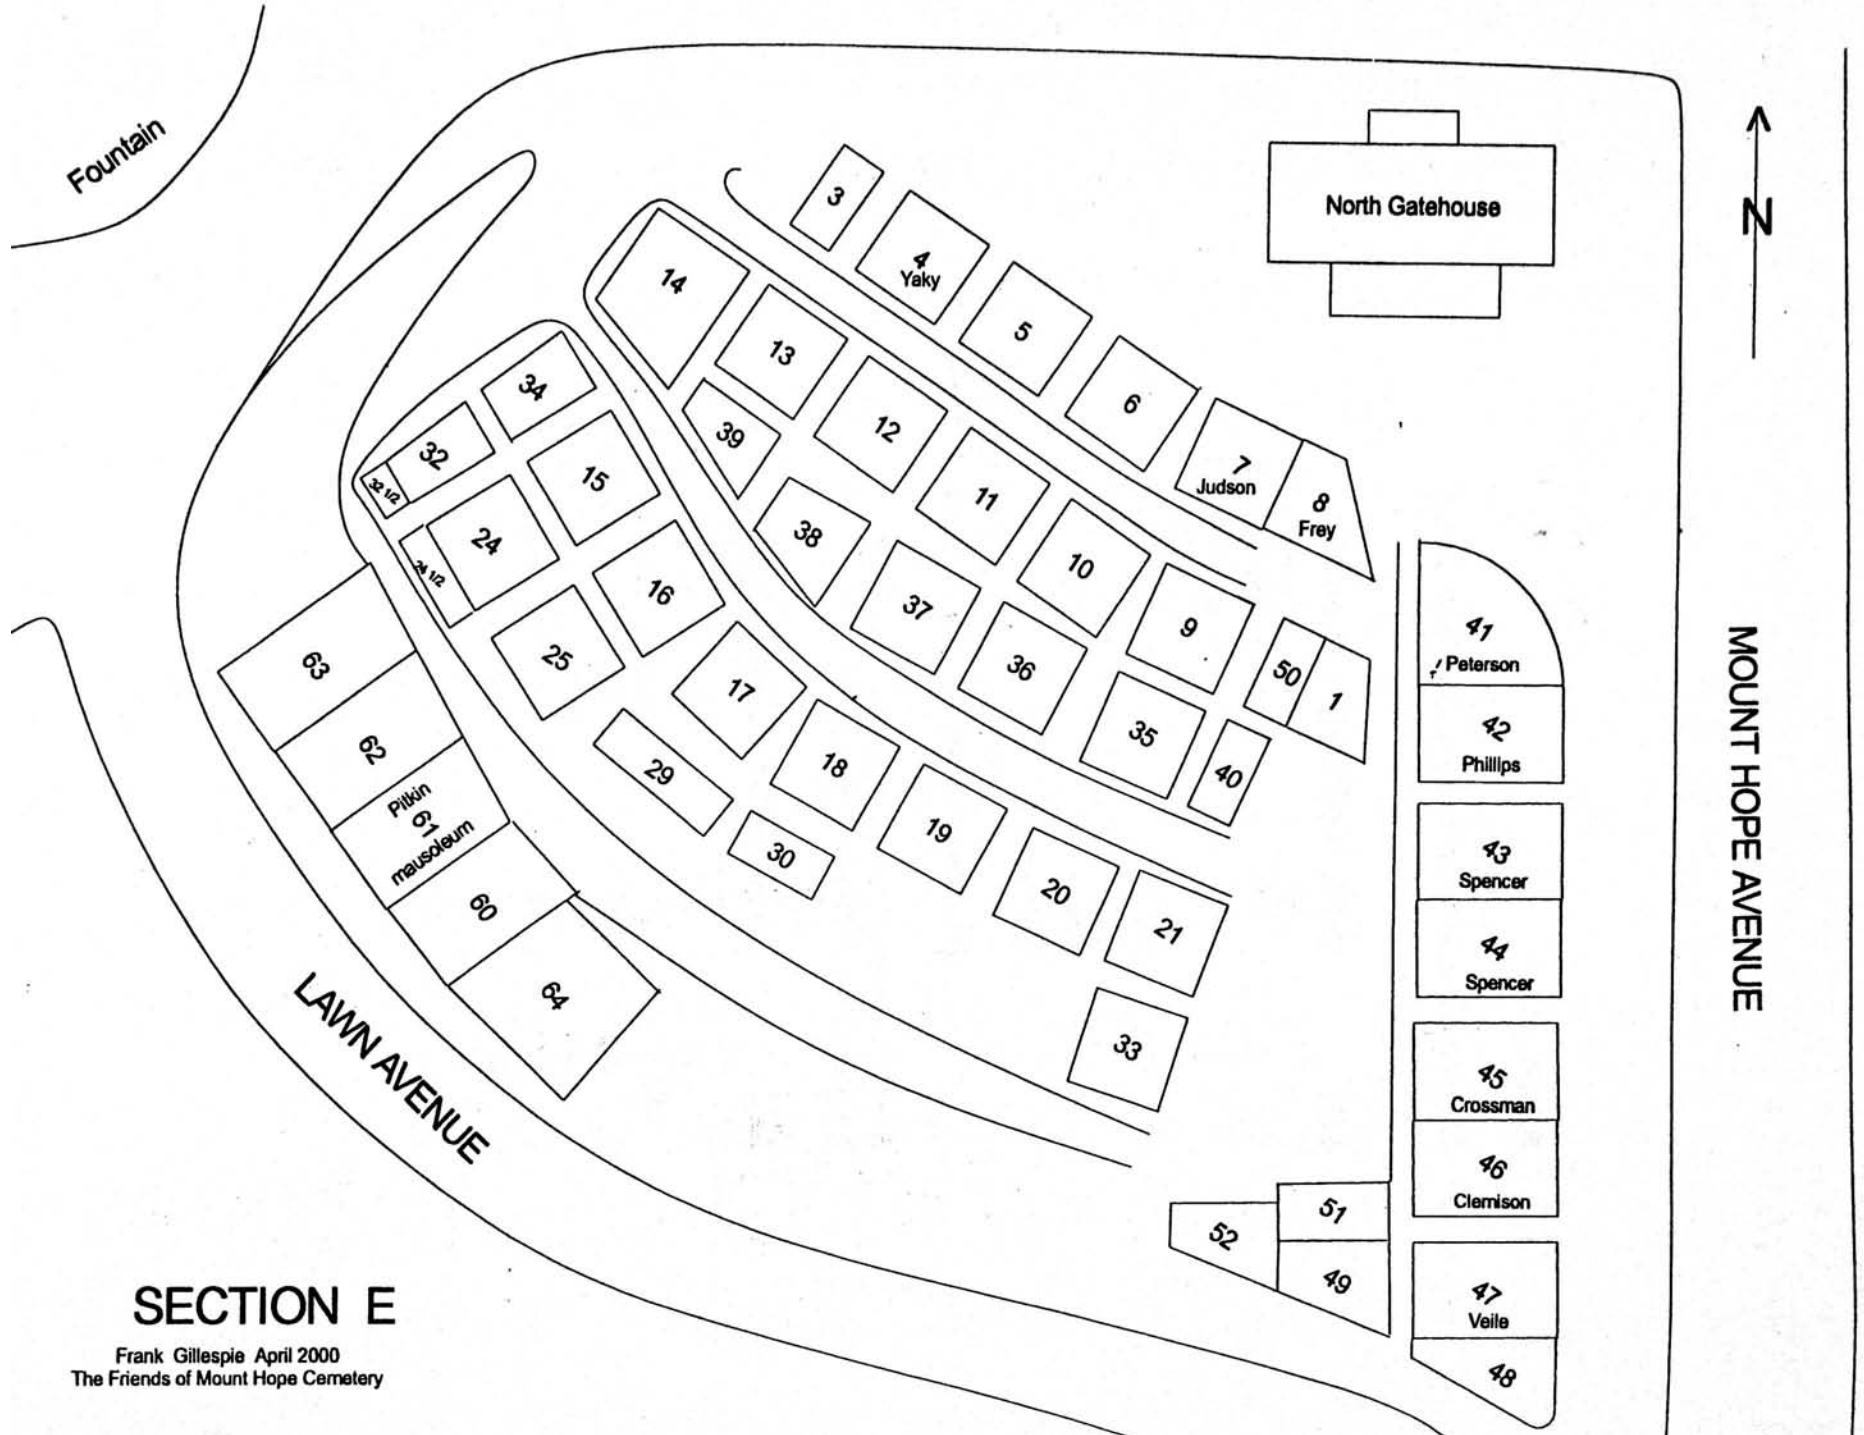 Fountain
North Gatehouse
N
3
4
Yaky
5
6
7
Judson
8
Frey
14
13
12
11
10
9
50
1
39
38
37
36
35
40
34
32
32 1/2
15
24
24 1/2
16
25
17
18
19
20
21
29
30
33
63
62
Pitkin
61
mausoleum
60
64
41
Peterson
42
Phillips
43
Spencer
44
Spencer
45
Crossman
46
Clemison
47
Veile
48
51
52
49
MOUNT HOPE AVENUE
LAWN AVENUE
SECTION E
Frank Gillespie April 2000
The Friends of Mount Hope Cemetery